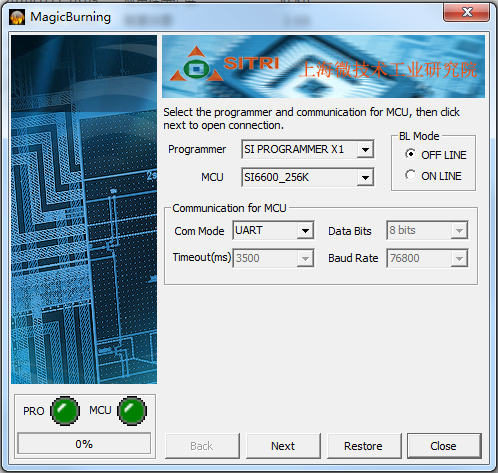 MagicBurning
SITRI 上海微技术工业研究院
Select the programmer and communication for MCU, then click
next to open connection.
BL Mode
Programmer SI PROGRAMMER X1 OFF LINE
MCU SI6600_256K ON LINE
Communication for MCU
Com Mode UART Data Bits 8 bits
Timeout(ms) 3500 Baud Rate 76800
PRO MCU
0% Back Next Restore Close